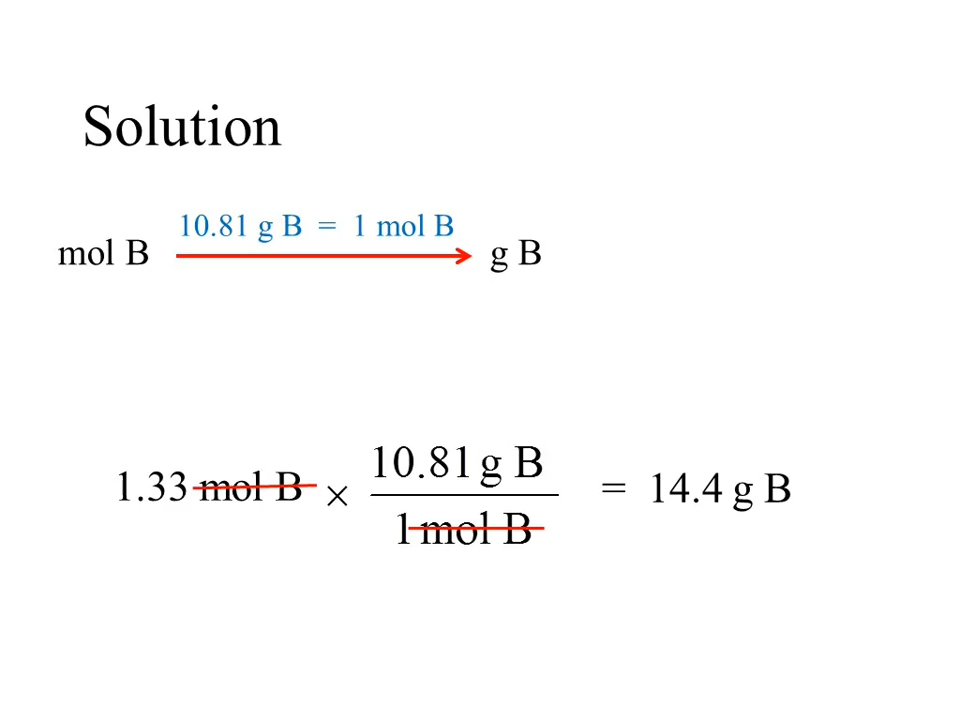 Solution
10.81 g B = 1 mol B
mol B g B
10.81 g B
1.33 mol B × = 14.4 g B
1 mol B